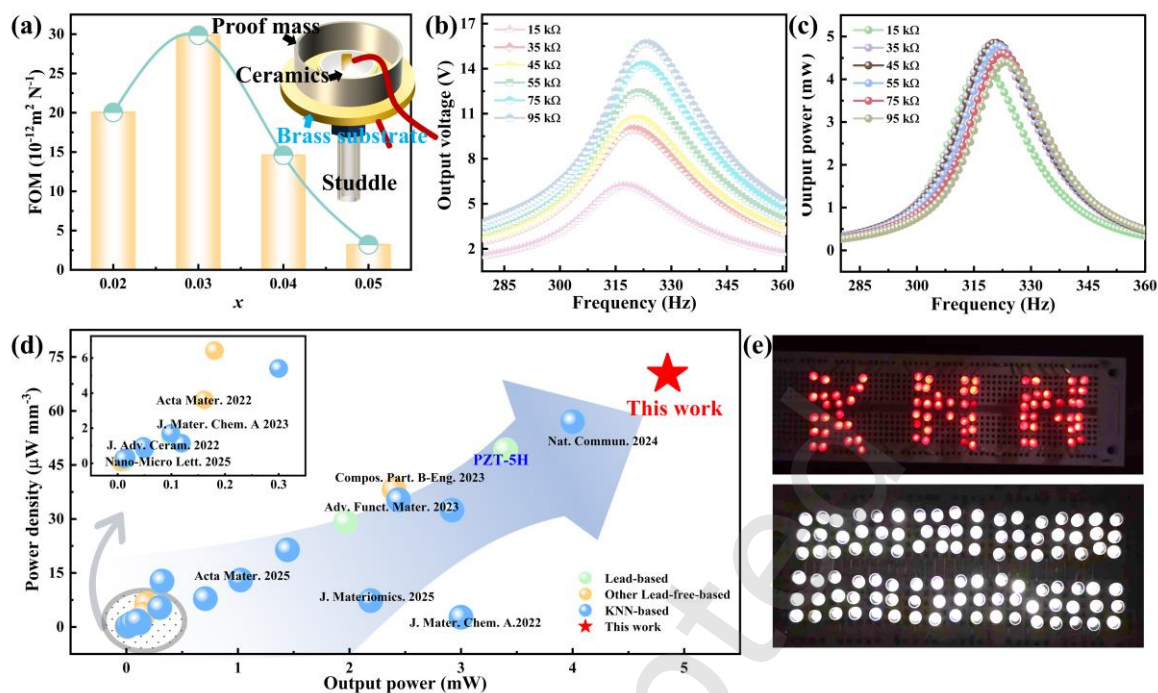 (a)
Proof mass
Ceramics
Brass substrate
Studdle
FOM (10⁻¹²m² N⁻¹)
30
25
20
15
10
5
0
0.02 0.03 0.04 0.05
x
(b)
15 kΩ
35 kΩ
45 kΩ
55 kΩ
75 kΩ
95 kΩ
Output voltage (V)
17
14
11
9
5
2
285 300 315 330 345 360
Frequency (Hz)
(c)
15 kΩ
35 kΩ
45 kΩ
55 kΩ
75 kΩ
95 kΩ
Output power (mW)
5
4
3
2
1
0
285 300 315 330 345 360
Frequency (Hz)
(d)
Power density (μW mm⁻³)
75
60
45
30
15
0
6
4
2
0
0.0 0.1 0.2 0.3
Acta Mater. 2022
J. Mater. Chem. A 2023
J. Adv. Ceram. 2022
Nano-Micro Lett. 2025
This work
Nat. Commun. 2024
PZT-5H
Compos. Part. B-Eng. 2023
Adv. Funct. Mater. 2023
Acta Mater. 2025
J. Materiomics. 2025
J. Mater. Chem. A.2022
Lead-based
Other Lead-free-based
KNN-based
This work
0 1 2 3 4 5
Output power (mW)
(e)
K M N